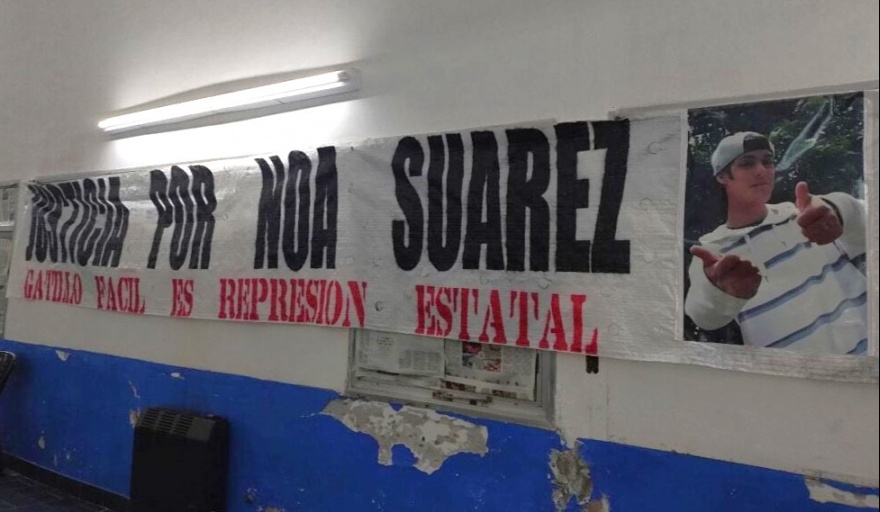 JUSTICIA POR NOA SUAREZ
GATILLO FACIL ES REPRESION ESTATAL